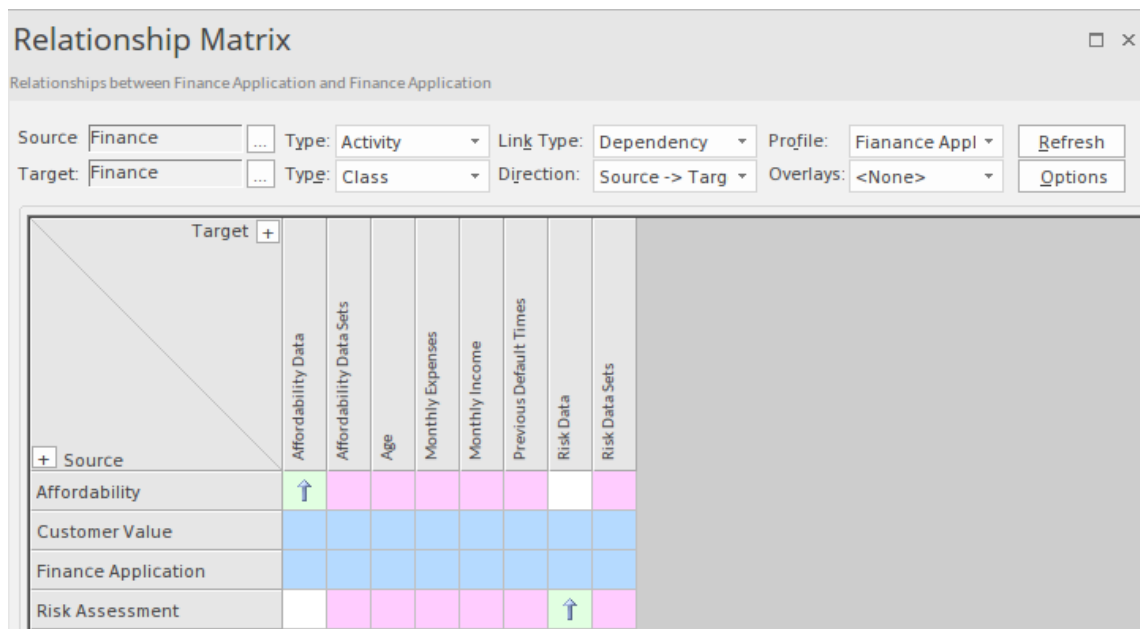 Relationship Matrix
Relationships between Finance Application and Finance Application
Source Finance ... Type: Activity Link Type: Dependency Profile: Fianance Appl Refresh
Target: Finance ... Type: Class Direction: Source -> Targ Overlays: <None> Options
Target +
Affordability Data
Affordability Data Sets
Age
Monthly Expenses
Monthly Income
Previous Default Times
Risk Data
Risk Data Sets
+ Source
Affordability
Customer Value
Finance Application
Risk Assessment